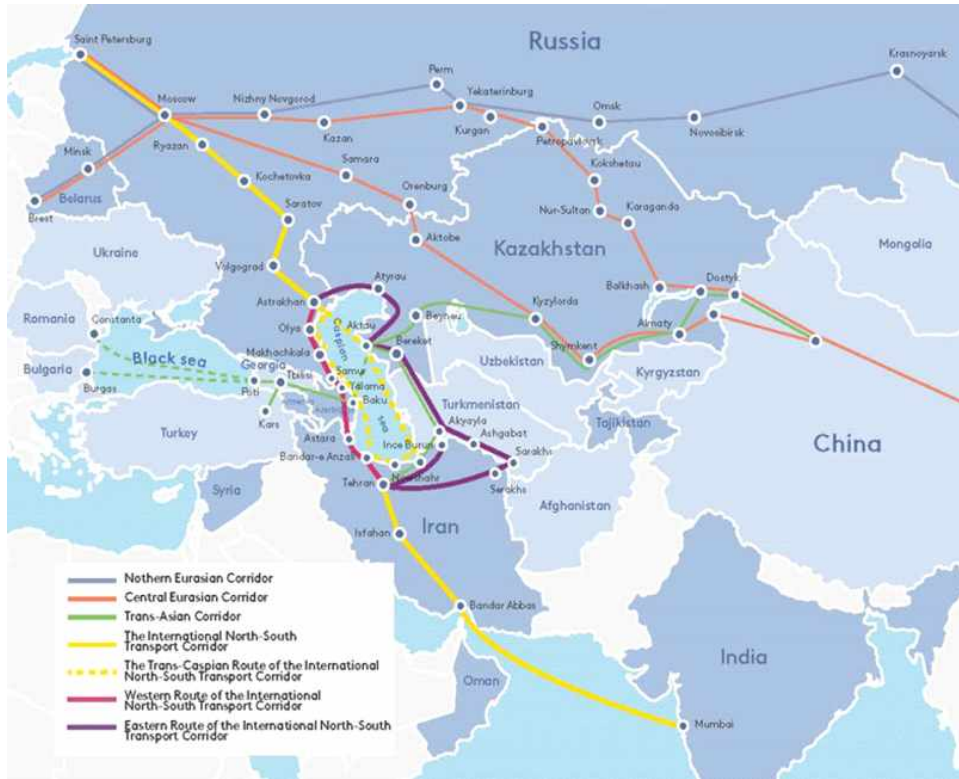 Saint Petersburg
Russia
Krasnoyarsk
Perm
Moscow
Nizhny Novgorod
Yekaterinburg
Omsk
Novosibirsk
Kazan
Kurgan
Petropavlovsk
Minsk
Ryazan
Samara
Kokshetau
Kochetovka
Orenburg
Belarus
Brest
Saratov
Nur-Sultan
Karaganda
Aktobe
Kazakhstan
Mongolia
Ukraine
Volgograd
Atyrau
Balkhash
Dostyk
Astrakhan
Romania
Constanta
Olya
Caspian
sea
Aktau
Beyneu
Kyzylorda
Almaty
Makhachkala
Bereket
Shymkent
Black sea
Georgia
Uzbekistan
Bulgaria
Samur
Tbilisi
Yalama
Kyrgyzstan
Burgas
Poti
Armenia
Azerbaijan
Baku
Turkmenistan
Kars
Akyayla
Tajikistan
Turkey
Astara
Ince Burun
Ashgabat
China
Bandar-e Anzali
Sarakhs
Nowshahr
Tehran
Serakhs
Syria
Afghanistan
Iran
Isfahan
Bandar Abbas
India
Oman
Mumbai
Nothern Eurasian Corridor
Central Eurasian Corridor
Trans-Asian Corridor
The International North-South
Transport Corridor
The Trans-Caspian Route of the International
North-South Transport Corridor
Western Route of the International
North-South Transport Corridor
Eastern Route of the International North-South
Transport Corridor